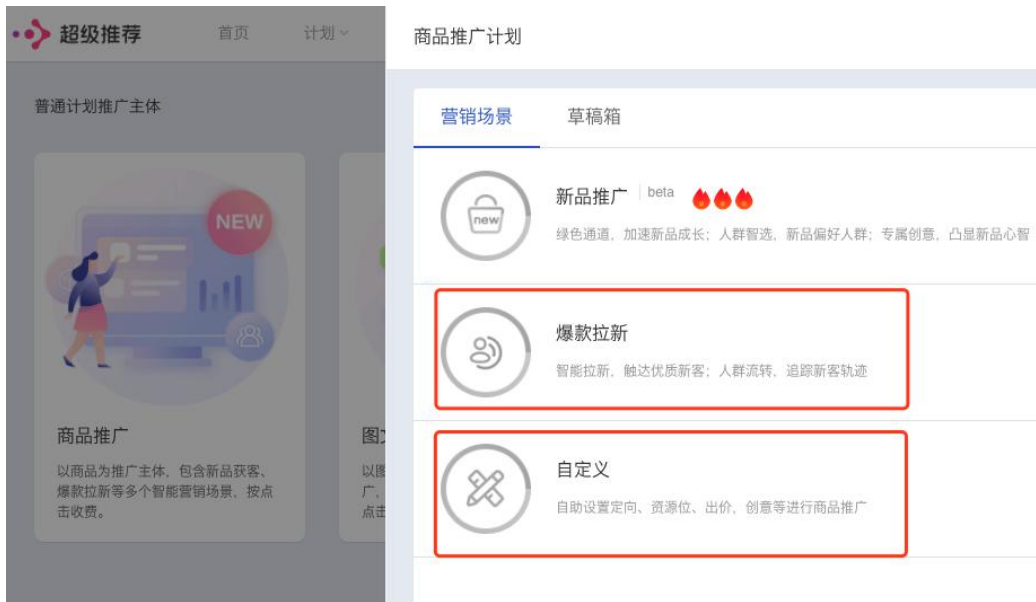 超级推荐
首页
计划
普通计划推广主体
NEW
商品推广
以商品为推广主体，包含新品获客、
爆款拉新等多个智能营销场景，按点
击收费。
图
以图
广，
点击
商品推广计划
营销场景
草稿箱
new
新品推广 beta
绿色通道，加速新品成长；人群智选，新品偏好人群；专属创意，凸显新品心智
爆款拉新
智能拉新，触达优质新客；人群流转，追踪新客轨迹
自定义
自助设置定向、资源位、出价、创意等进行商品推广